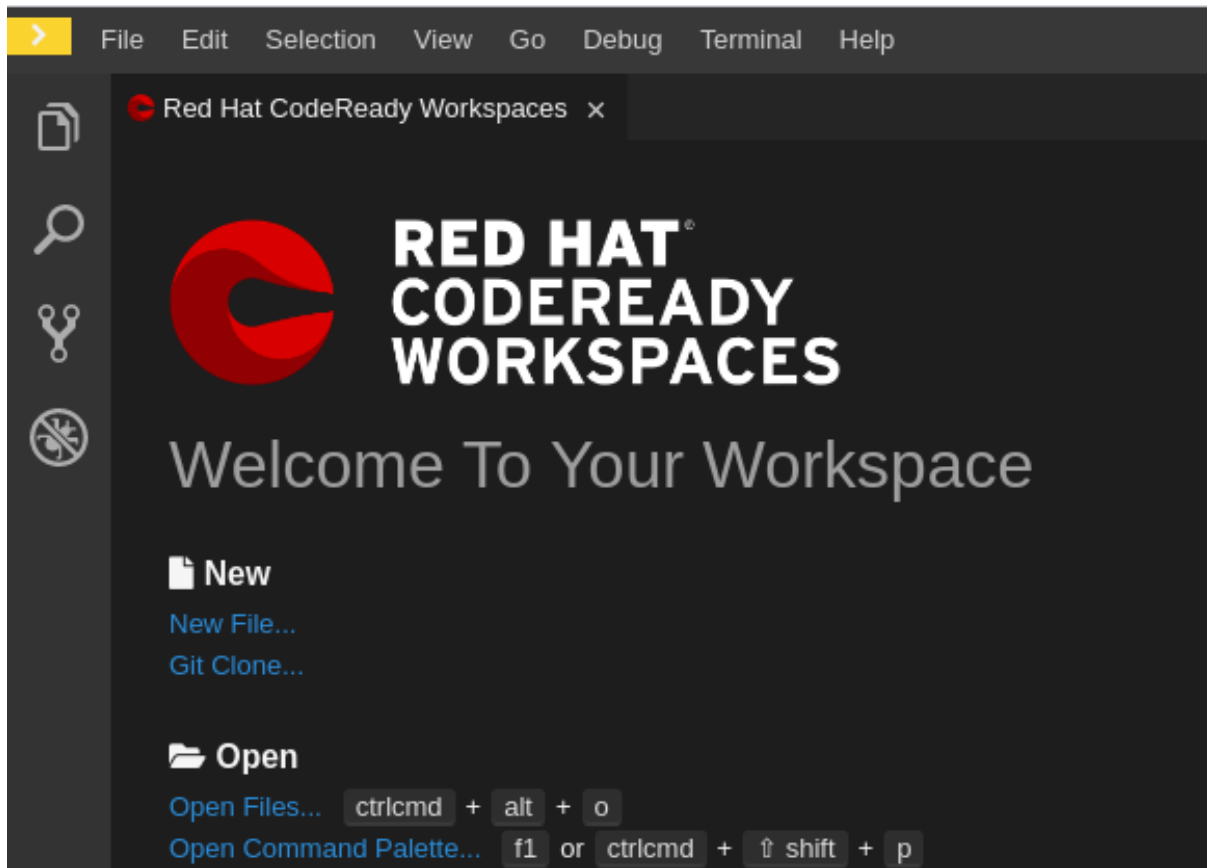 File Edit Selection View Go Debug Terminal Help
Red Hat CodeReady Workspaces ×
RED HAT
CODEREADY
WORKSPACES
Welcome To Your Workspace
New
New File...
Git Clone...
Open
Open Files... ctrlcmd + alt + o
Open Command Palette... f1 or ctrlcmd + ⇧ shift + p